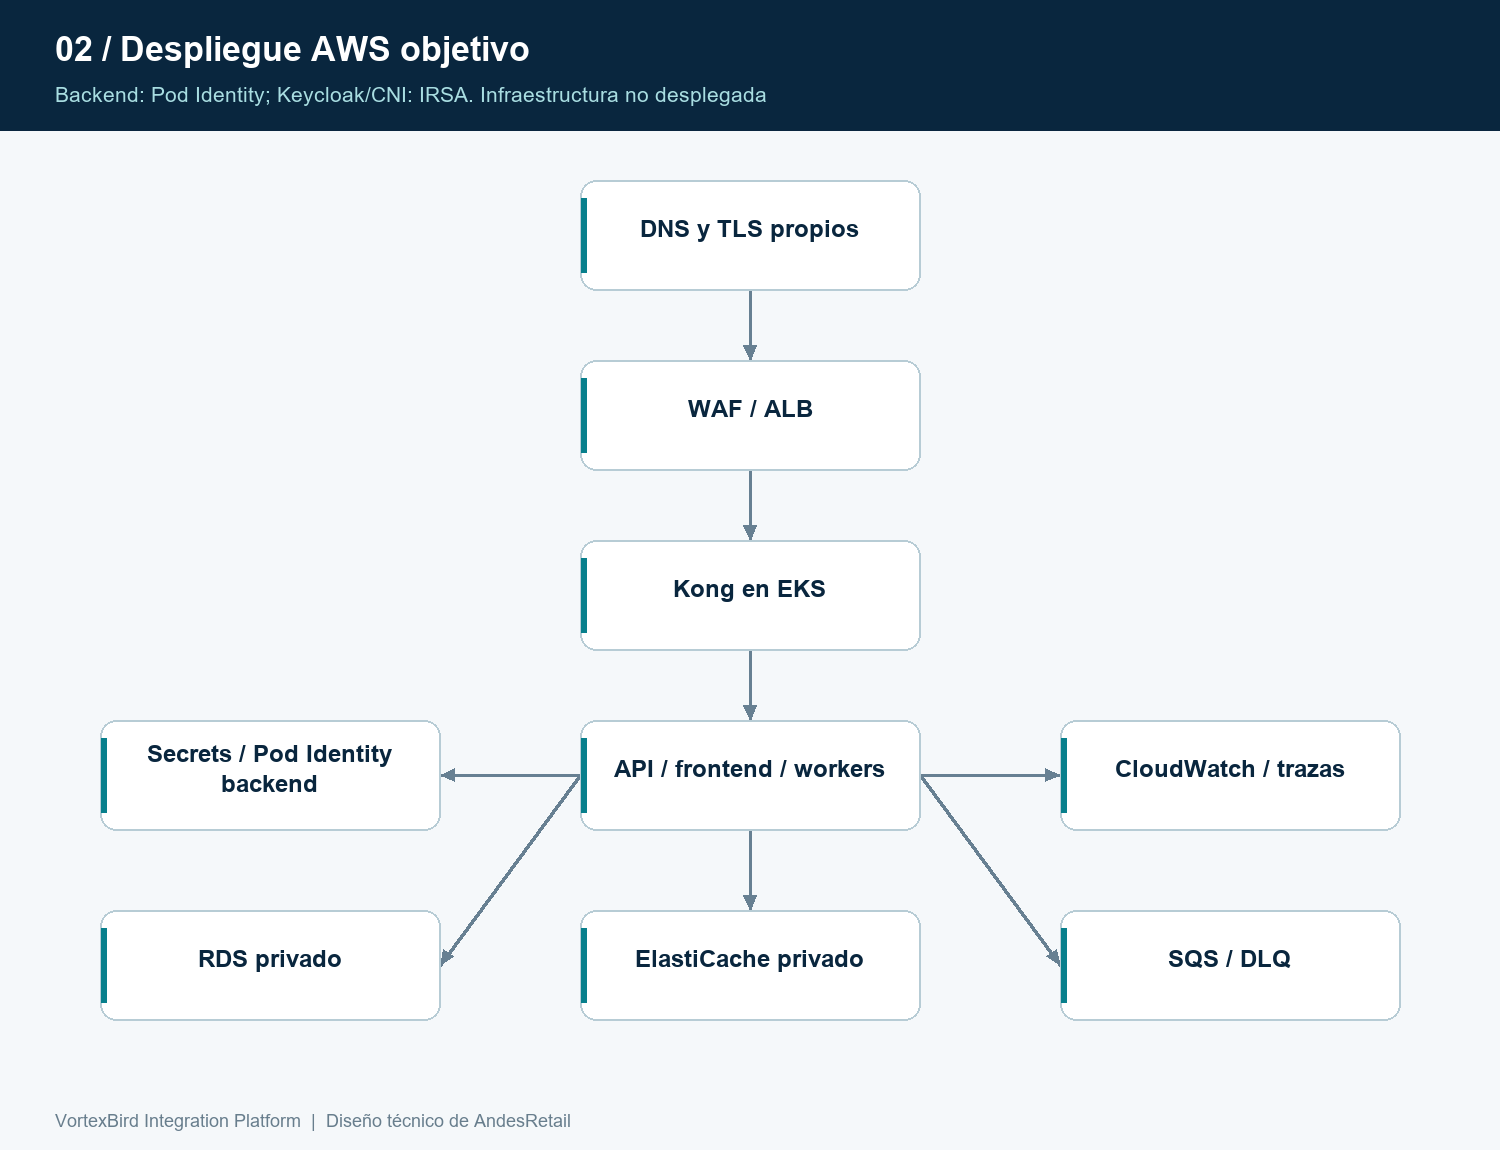 02 / Despliegue AWS objetivo
Backend: Pod Identity; Keycloak/CNI: IRSA. Infraestructura no desplegada
DNS y TLS propios
WAF / ALB
Kong en EKS
Secrets / Pod Identity
backend
API / frontend / workers
CloudWatch / trazas
RDS privado
ElastiCache privado
SQS / DLQ
VortexBird Integration Platform | Diseño técnico de AndesRetail